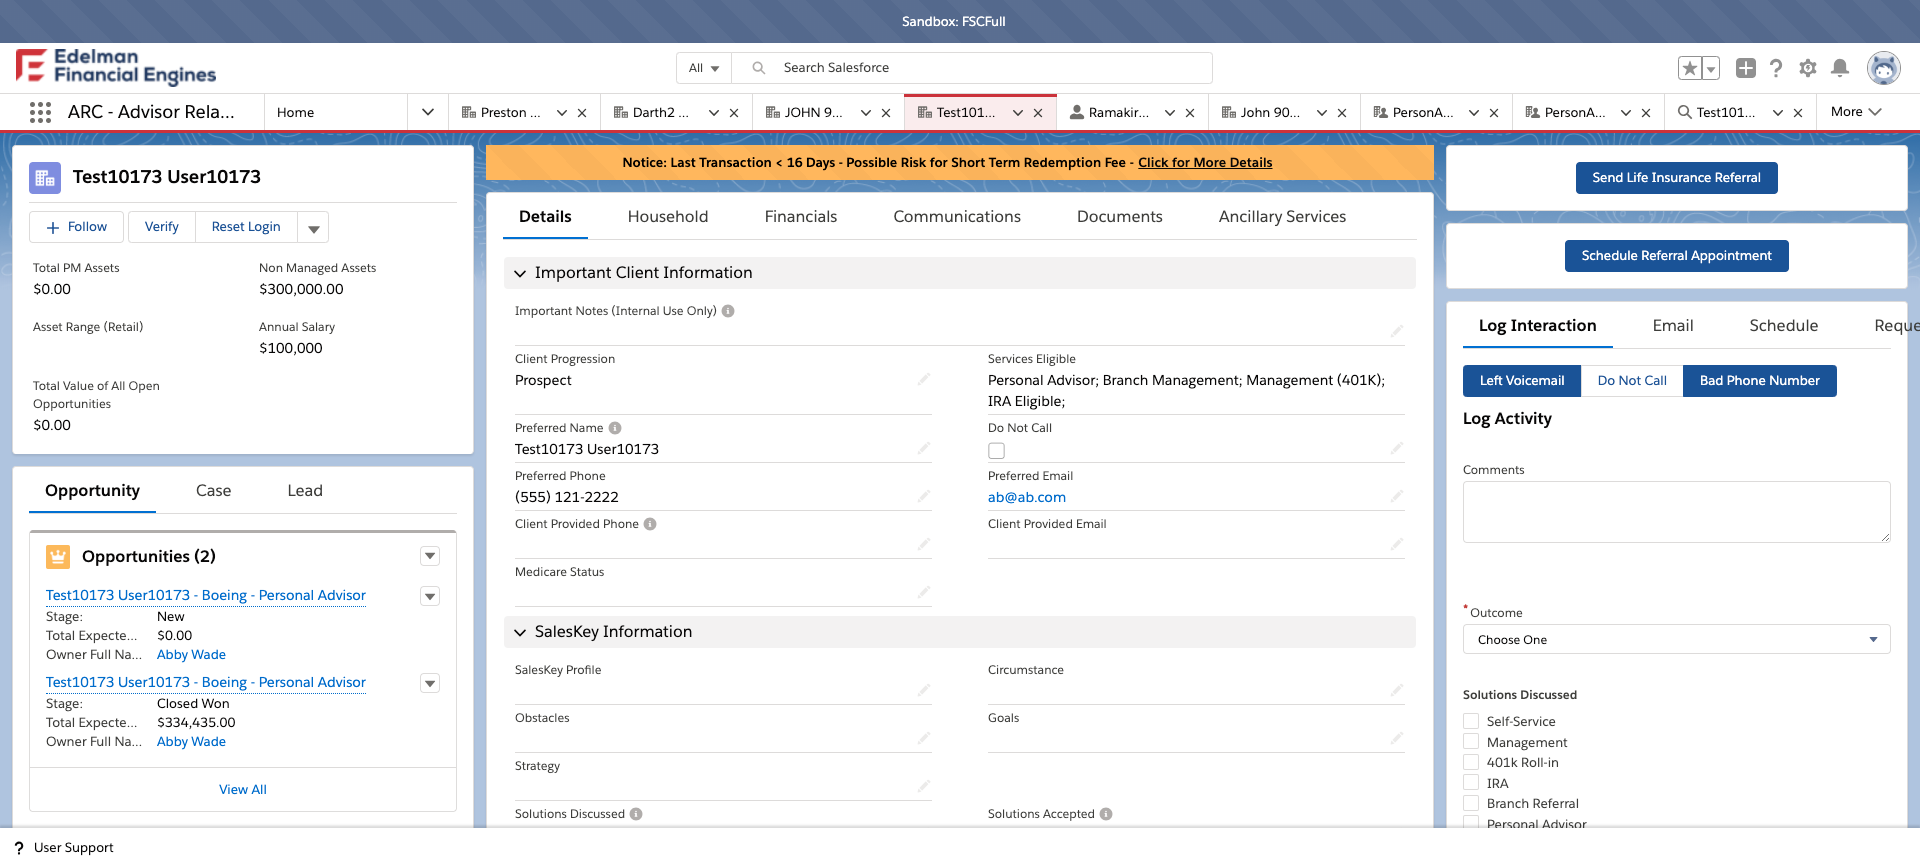 Sandbox: FSCFull
Edelman
Financial Engines
All
Search Salesforce
ARC - Advisor Rela...
Home
Preston ...
Darth2 ...
JOHN 9...
Test101...
Ramakir...
John 90...
PersonA...
PersonA...
Test101...
More
Test10173 User10173
Follow
Verify
Reset Login
Total PM Assets
$0.00
Non Managed Assets
$300,000.00
Asset Range (Retail)
Annual Salary
$100,000
Total Value of All Open
Opportunities
$0.00
Opportunity
Case
Lead
Opportunities (2)
Test10173 User10173 - Boeing - Personal Advisor
Stage: New
Total Expecte... $0.00
Owner Full Na... Abby Wade
Test10173 User10173 - Boeing - Personal Advisor
Stage: Closed Won
Total Expecte... $334,435.00
Owner Full Na... Abby Wade
View All
Notice: Last Transaction < 16 Days - Possible Risk for Short Term Redemption Fee - Click for More Details
Details
Household
Financials
Communications
Documents
Ancillary Services
Important Client Information
Important Notes (Internal Use Only)
Client Progression
Prospect
Services Eligible
Personal Advisor; Branch Management; Management (401K);
IRA Eligible;
Preferred Name
Test10173 User10173
Do Not Call
Preferred Phone
(555) 121-2222
Preferred Email
ab@ab.com
Client Provided Phone
Client Provided Email
Medicare Status
SalesKey Information
SalesKey Profile
Circumstance
Obstacles
Goals
Strategy
Solutions Discussed
Solutions Accepted
Send Life Insurance Referral
Schedule Referral Appointment
Log Interaction
Email
Schedule
Reque
Left Voicemail
Do Not Call
Bad Phone Number
Log Activity
Comments
* Outcome
Choose One
Solutions Discussed
Self-Service
Management
401k Roll-in
IRA
Branch Referral
Personal Advisor
? User Support